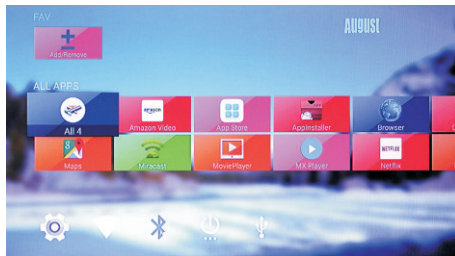 FAV
AUGUST
Add/Remove
ALL APPS
All 4
Amazon Video
App Store
AppInstaller
Browser
Maps
Miracast
MoviePlayer
MX Player
NETFLIX
Netflix